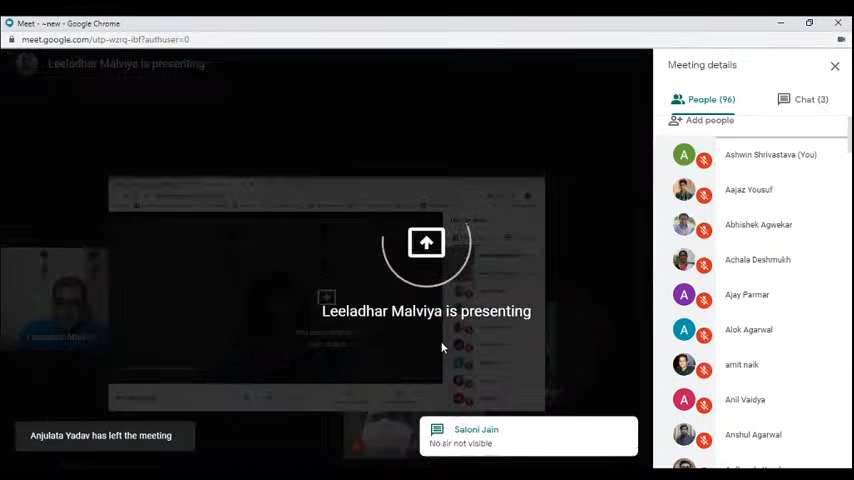 Meet - ~new - Google Chrome
meet.google.com/utp-wzrq-ibf?authuser=0
Leeladhar Malviya is presenting
Meeting details
People (96)
Chat (3)
Add people
A
Ashwin Shrivastava (You)
Aajaz Yousuf
Abhishek Agwekar
Achala Deshmukh
A
Ajay Parmar
A
Alok Agarwal
amit naik
A
Anil Vaidya
Anshul Agarwal
Leeladhar Malviya is presenting
Anjulata Yadav has left the meeting
Saloni Jain
No sir not visible